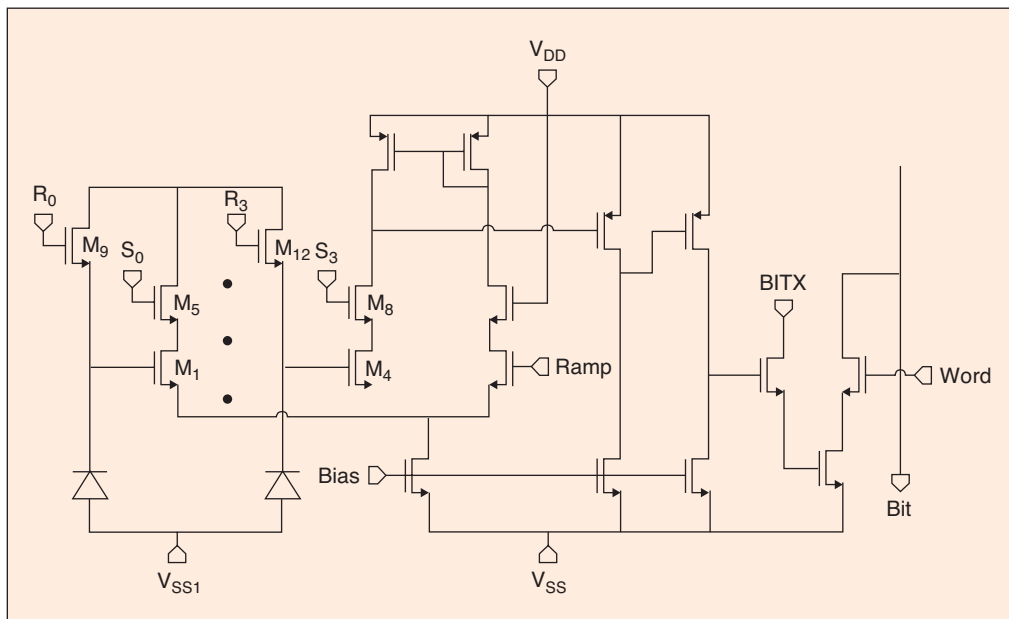 V_DD
R_0
R_3
M_9
S_0
M_12
S_3
M_5
M_8
BITX
M_1
M_4
Ramp
Word
Bias
Bit
V_SS1
V_SS